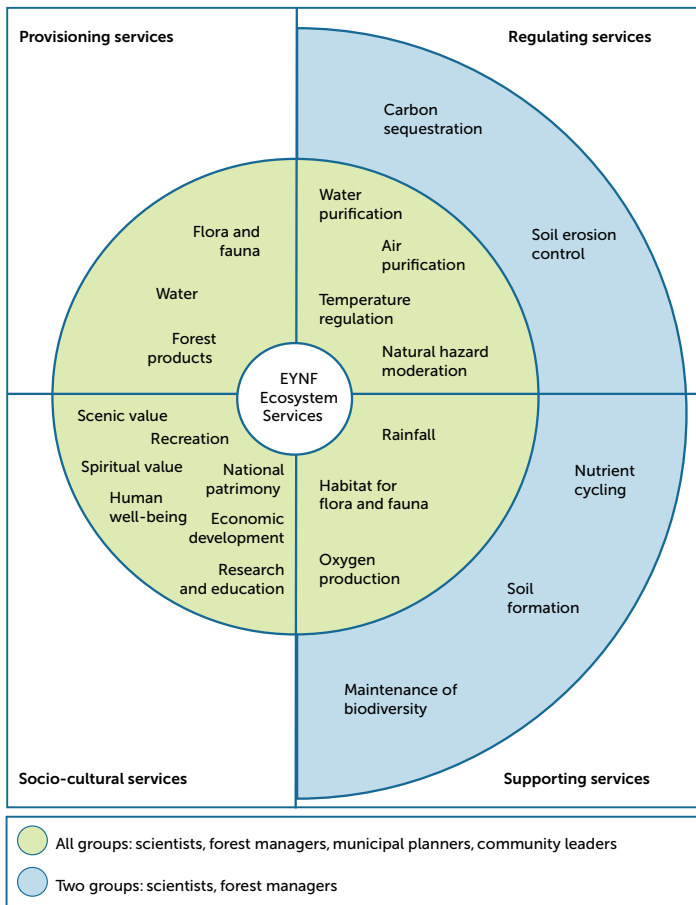 Provisioning services
Regulating services
Carbon
sequestration
Soil erosion
control
Flora and
fauna
Water
Forest
products
Water
purification
Air
purification
Temperature
regulation
Natural hazard
moderation
EYNF
Ecosystem
Services
Scenic value
Recreation
Spiritual value
National
patrimony
Human
well-being
Economic
development
Research
and education
Rainfall
Habitat for
flora and fauna
Oxygen
production
Nutrient
cycling
Soil
formation
Maintenance of
biodiversity
Socio-cultural services
Supporting services
All groups: scientists, forest managers, municipal planners, community leaders
Two groups: scientists, forest managers